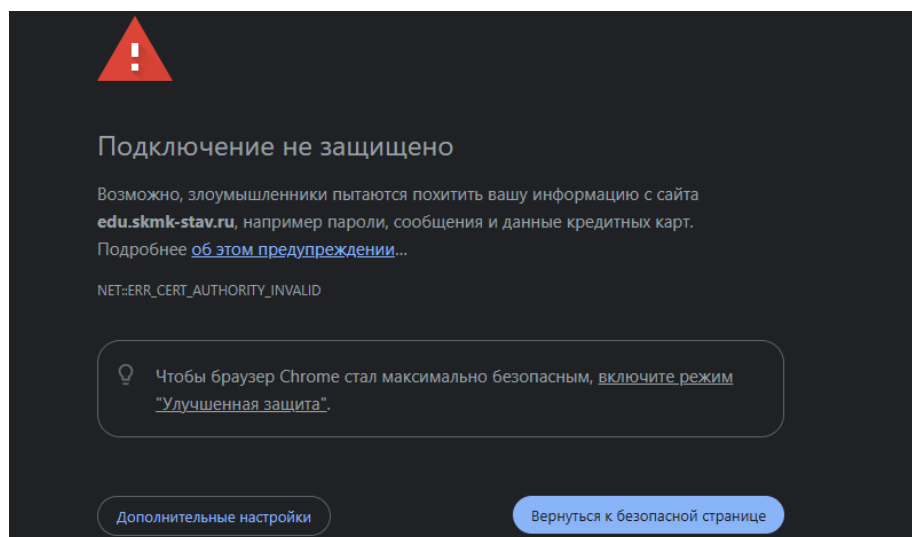 !
Подключение не защищено
Возможно, злоумышленники пытаются похитить вашу информацию с сайта
edu.skmk-stav.ru, например пароли, сообщения и данные кредитных карт.
Подробнее об этом предупреждении...
NET::ERR_CERT_AUTHORITY_INVALID
Чтобы браузер Chrome стал максимально безопасным, включите режим
"Улучшенная защита".
Дополнительные настройки
Вернуться к безопасной странице